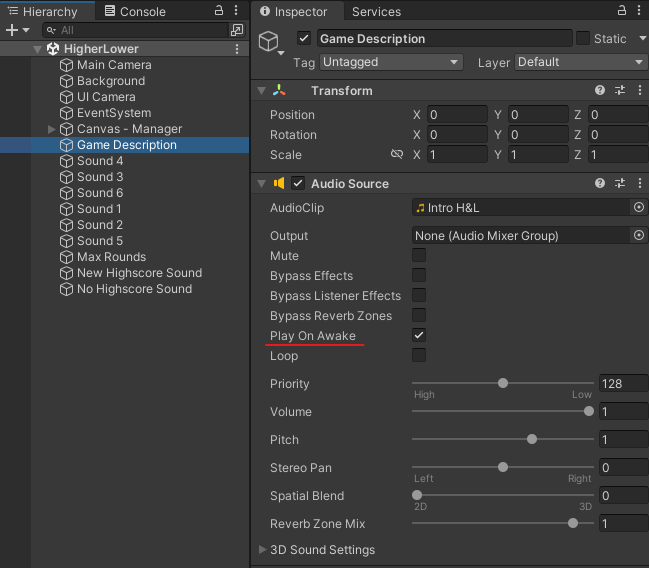 Hierarchy
Console
All
HigherLower
Main Camera
Background
UI Camera
EventSystem
Canvas - Manager
Game Description
Sound 4
Sound 3
Sound 6
Sound 1
Sound 2
Sound 5
Max Rounds
New Highscore Sound
No Highscore Sound
Inspector
Services
Game Description
Static
Tag Untagged Layer Default
Transform
Position X 0 Y 0 Z 0
Rotation X 0 Y 0 Z 0
Scale X 1 Y 1 Z 1
Audio Source
AudioClip Intro H&L
Output None (Audio Mixer Group)
Mute
Bypass Effects
Bypass Listener Effects
Bypass Reverb Zones
Play On Awake
Loop
Priority 128
High Low
Volume 1
Pitch 1
Stereo Pan 0
Left Right
Spatial Blend 0
2D 3D
Reverb Zone Mix 1
3D Sound Settings